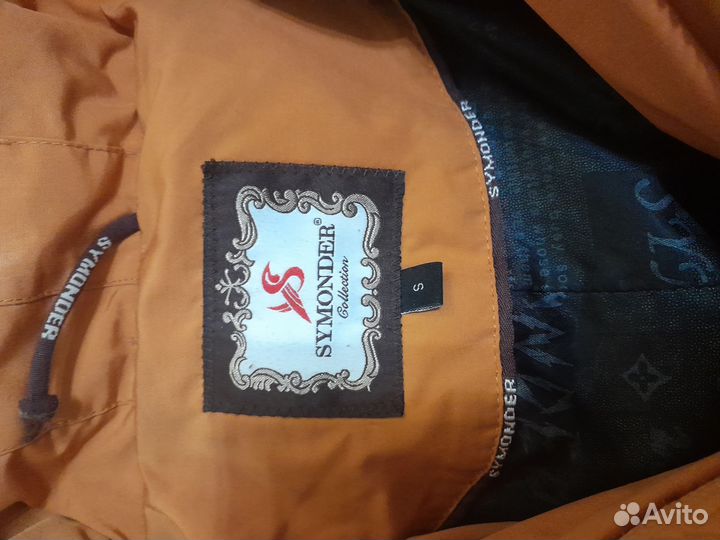 SYMONDER
SYMONDER
SYMONDER®
Collection
S
SYMONDER
Avito